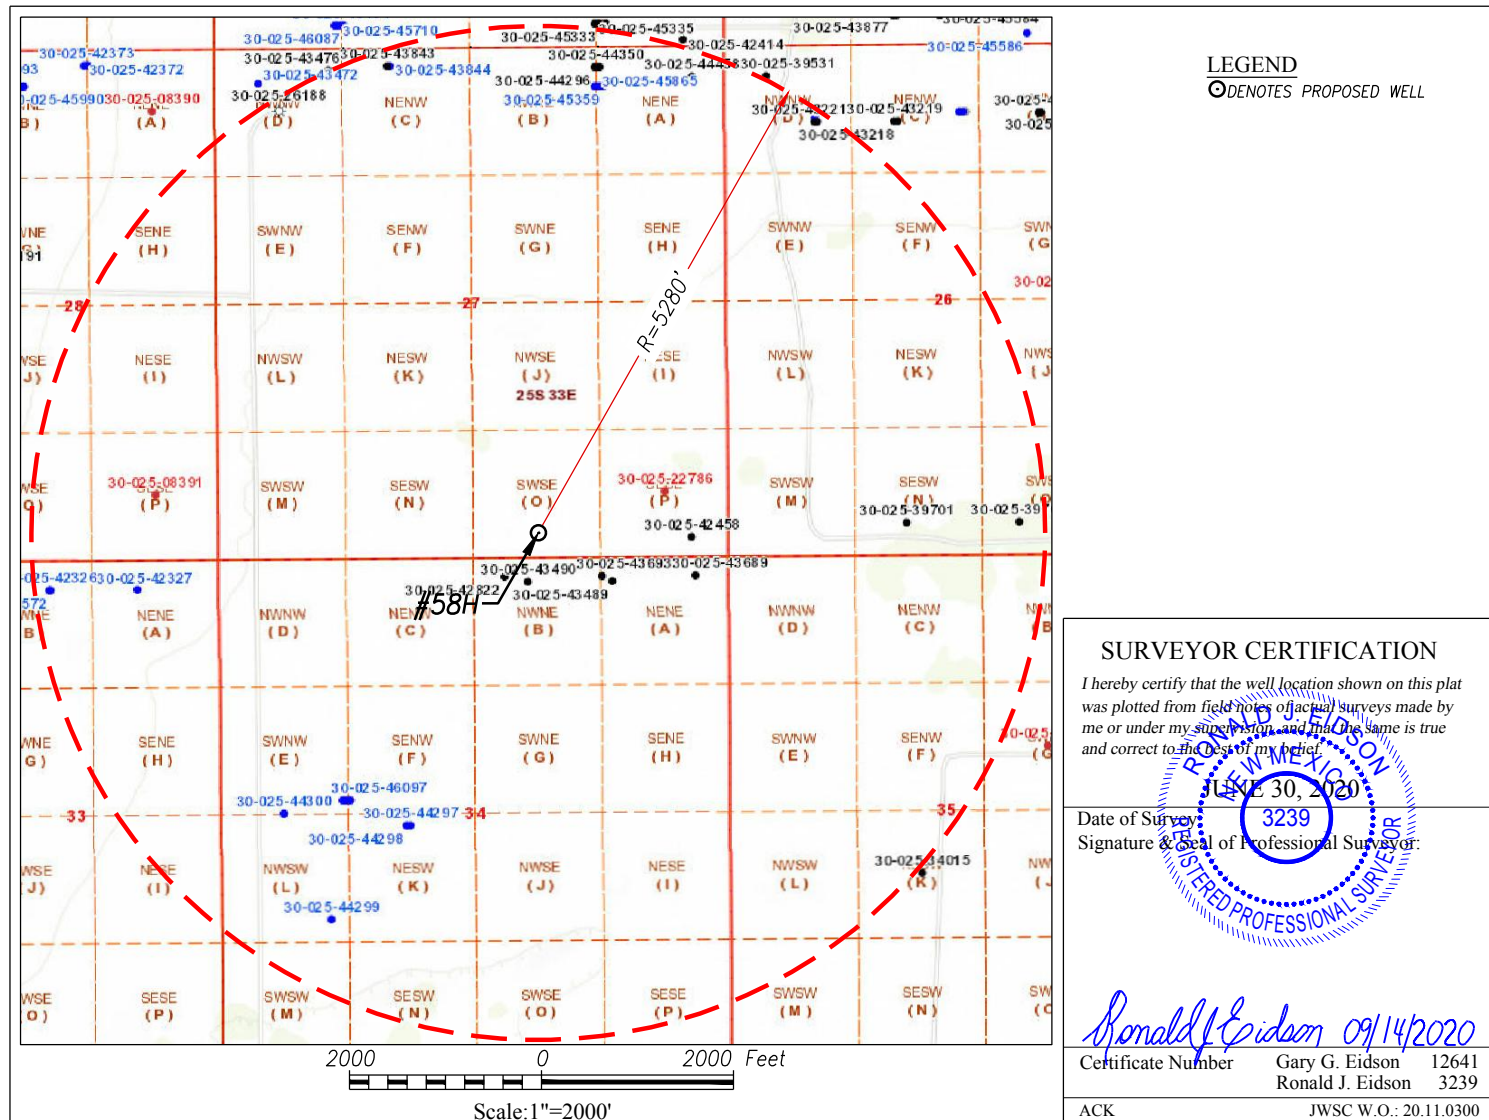 30-025-46087
30-025-45710
30-025-45333
30-025-45335
30-025-42414
30-025-43877
30-025-45584
30-025-45586
30-025-42373
30-025-42372
30-025-43476
30-025-43843
30-025-43472
30-025-43844
30-025-44350
30-025-44296
30-025-45865
30-025-45359
30-025-39531
30-025-45990
30-025-08390
30-025-26188
30-025-43219
30-025-43218
(A)
(D)
NENW
(C)
NWNE
(B)
NENE
(A)
NWNW
(D)
NENW
(C)
SENE
(H)
SWNW
(E)
SENW
(F)
SWNE
(G)
SENE
(H)
SWNW
(E)
SENW
(F)
28
27
26
R=5280'
NESE
(I)
NWSW
(L)
NESW
(K)
NWSE
(J)
(I)
NWSW
(L)
NESW
(K)
25S 33E
30-025-08391
(P)
SWSW
(M)
SESW
(N)
SWSE
(O)
30-025-22786
(P)
SWSW
(M)
SESW
(N)
30-025-42458
30-025-39701
30-025-39
30-025-42327
30-025-43490
30-025-43693
30-025-43689
30-025-42822
30-025-43489
#58H
NENE
(A)
NWNW
(D)
NENW
(C)
NWNE
(B)
NENE
(A)
NWNW
(D)
NENW
(C)
SENE
(H)
SWNW
(E)
SENW
(F)
SWNE
(G)
SENE
(H)
SWNW
(E)
SENW
(F)
30-025-46097
30-025-44300
30-025-44297
30-025-44298
33
34
35
NESE
(I)
NWSW
(L)
NESW
(K)
NWSE
(J)
NESE
(I)
NWSW
(L)
30-025-34015
(K)
30-025-44299
SESE
(P)
SWSW
(M)
SESW
(N)
SWSE
(O)
SESE
(P)
SWSW
(M)
SESW
(N)
2000 0 2000 Feet
Scale:1"=2000'
LEGEND
DENOTES PROPOSED WELL
SURVEYOR CERTIFICATION
I hereby certify that the well location shown on this plat
was plotted from field notes of actual surveys made by
me or under my supervision, and that the same is true
and correct to the best of my belief.
JUNE 30, 2020
Date of Survey
Signature & Seal of Professional Surveyor:
RONALD J. EIDSON
NEW MEXICO
3239
REGISTERED PROFESSIONAL SURVEYOR
Ronald J Eidson 09/14/2020
Certificate Number Gary G. Eidson 12641
Ronald J. Eidson 3239
ACK JWSC W.O.: 20.11.0300